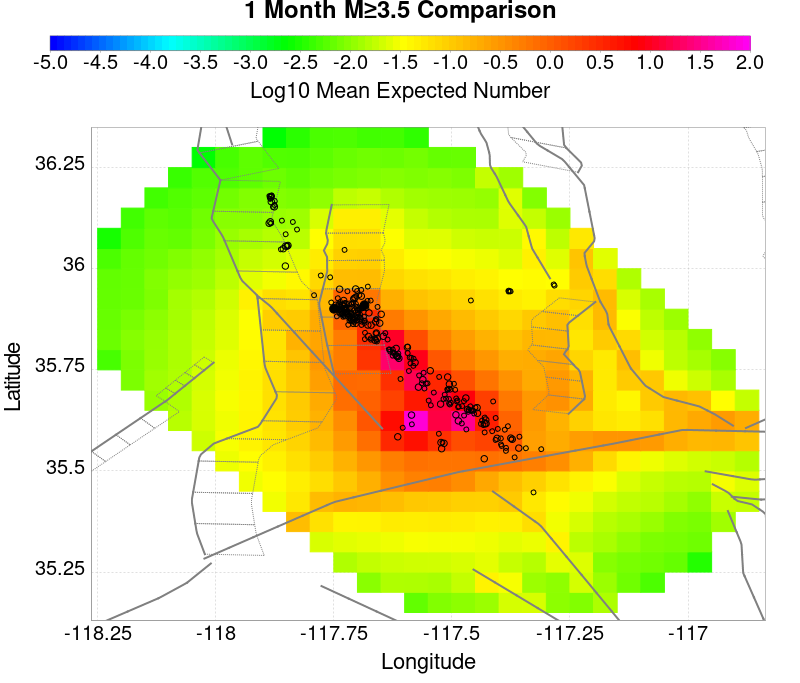 1 Month M≥3.5 Comparison
-5.0 -4.5 -4.0 -3.5 -3.0 -2.5 -2.0 -1.5 -1.0 -0.5 0.0 0.5 1.0 1.5 2.0
Log10 Mean Expected Number
36.25
36
35.75
35.5
35.25
Latitude
-118.25 -118 -117.75 -117.5 -117.25 -117
Longitude